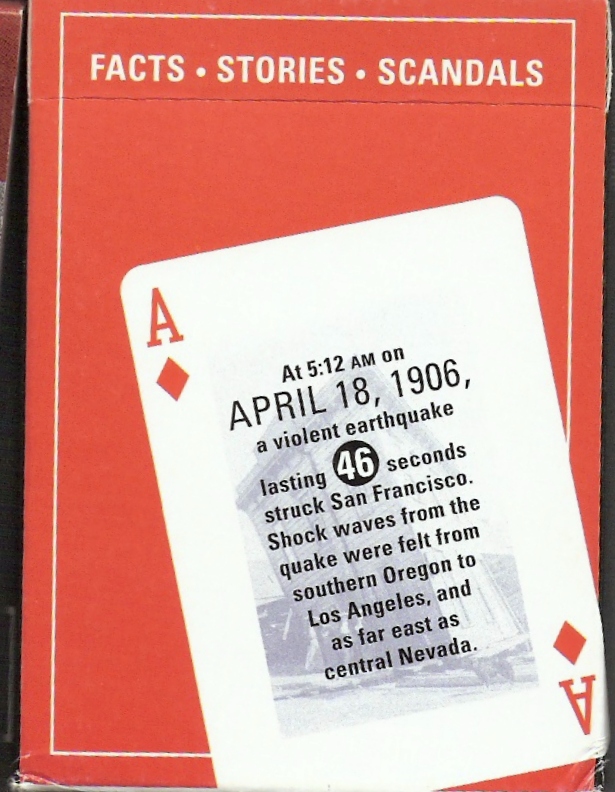 FACTS • STORIES • SCANDALS
A
At 5:12 AM on
APRIL 18, 1906,
a violent earthquake
lasting 46 seconds
struck San Francisco.
Shock waves from the
quake were felt from
southern Oregon to
Los Angeles, and
as far east as
central Nevada.
A